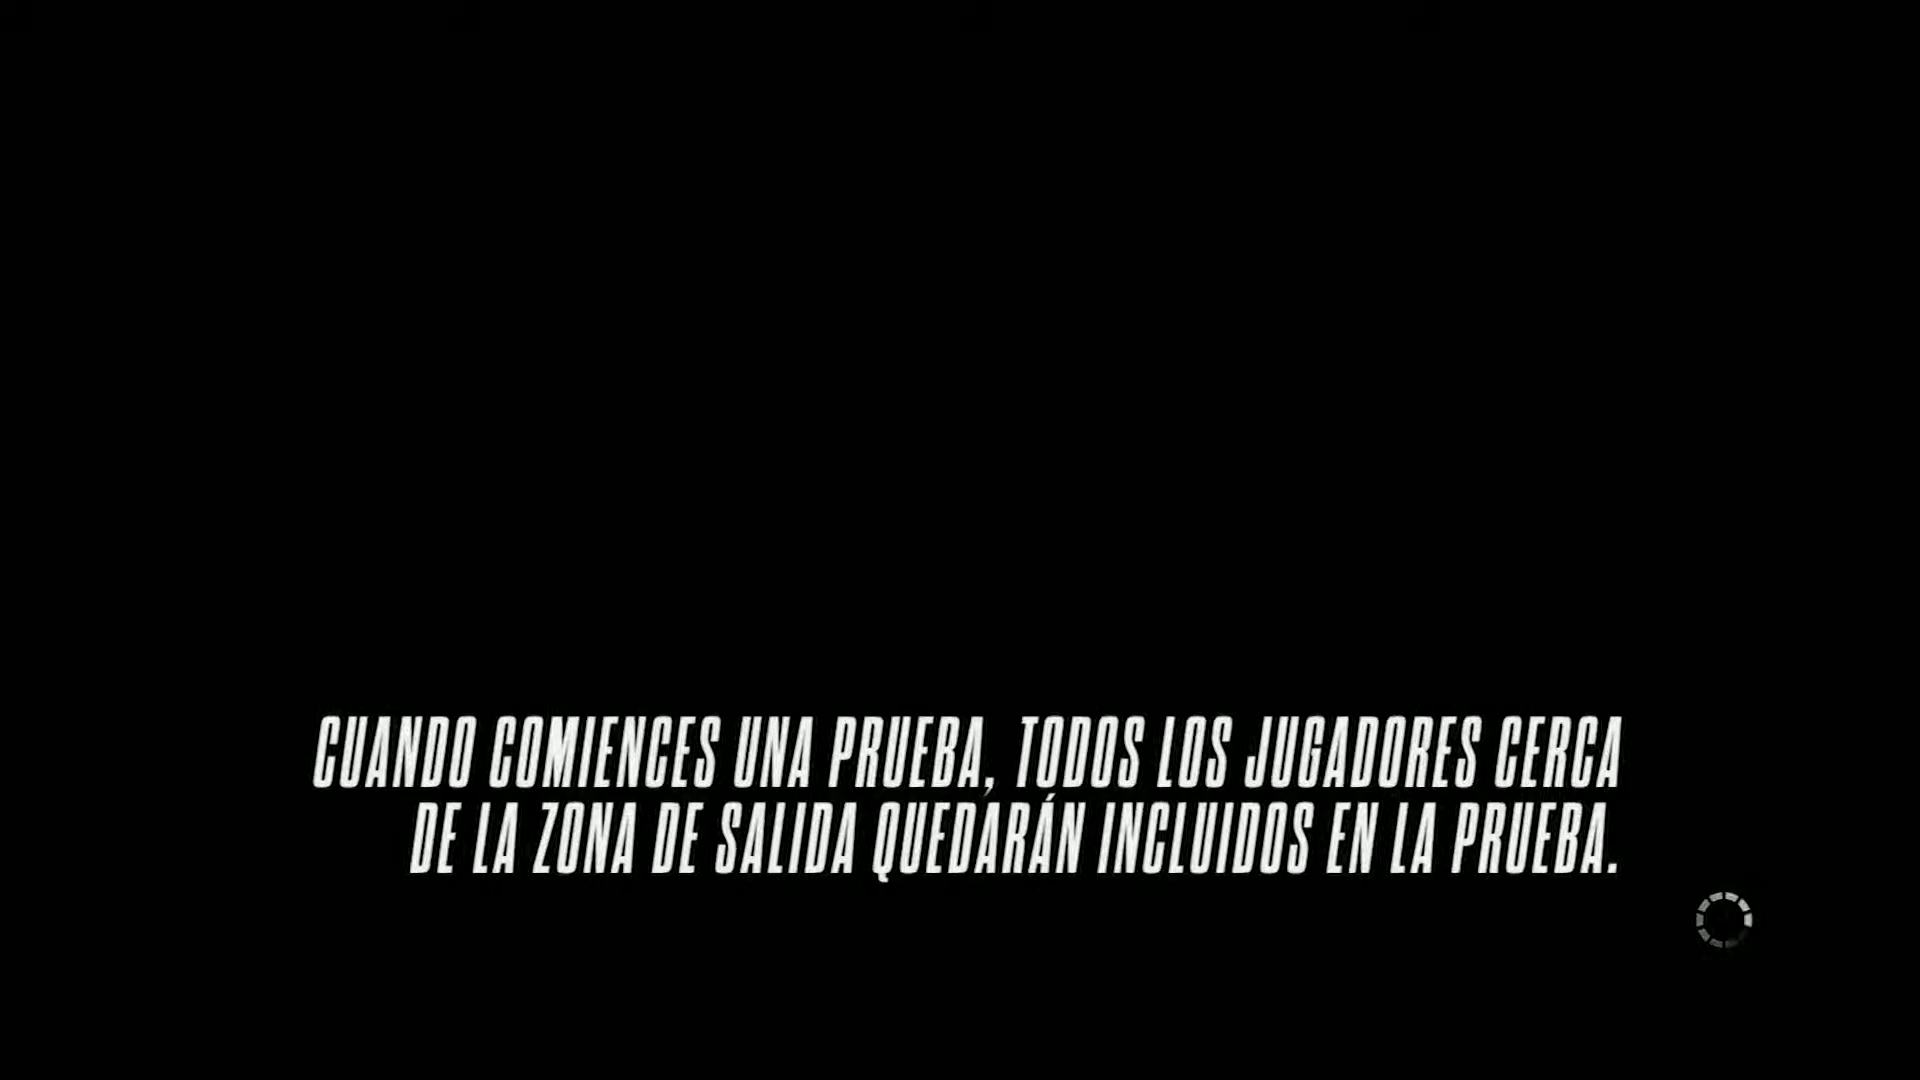 CUANDO COMIENCES UNA PRUEBA, TODOS LOS JUGADORES CERCA
DE LA ZONA DE SALIDA QUEDARÁN INCLUIDOS EN LA PRUEBA.